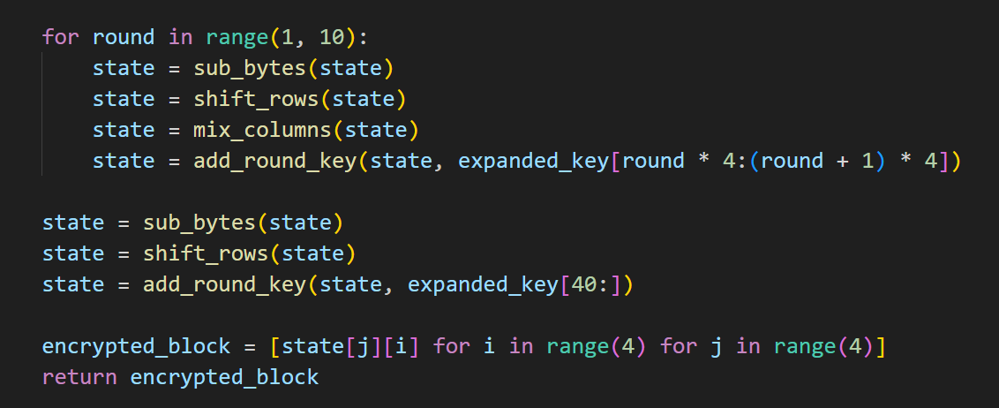 for round in range(1, 10):
    state = sub_bytes(state)
    state = shift_rows(state)
    state = mix_columns(state)
    state = add_round_key(state, expanded_key[round * 4:(round + 1) * 4])

state = sub_bytes(state)
state = shift_rows(state)
state = add_round_key(state, expanded_key[40:])

encrypted_block = [state[j][i] for i in range(4) for j in range(4)]
return encrypted_block